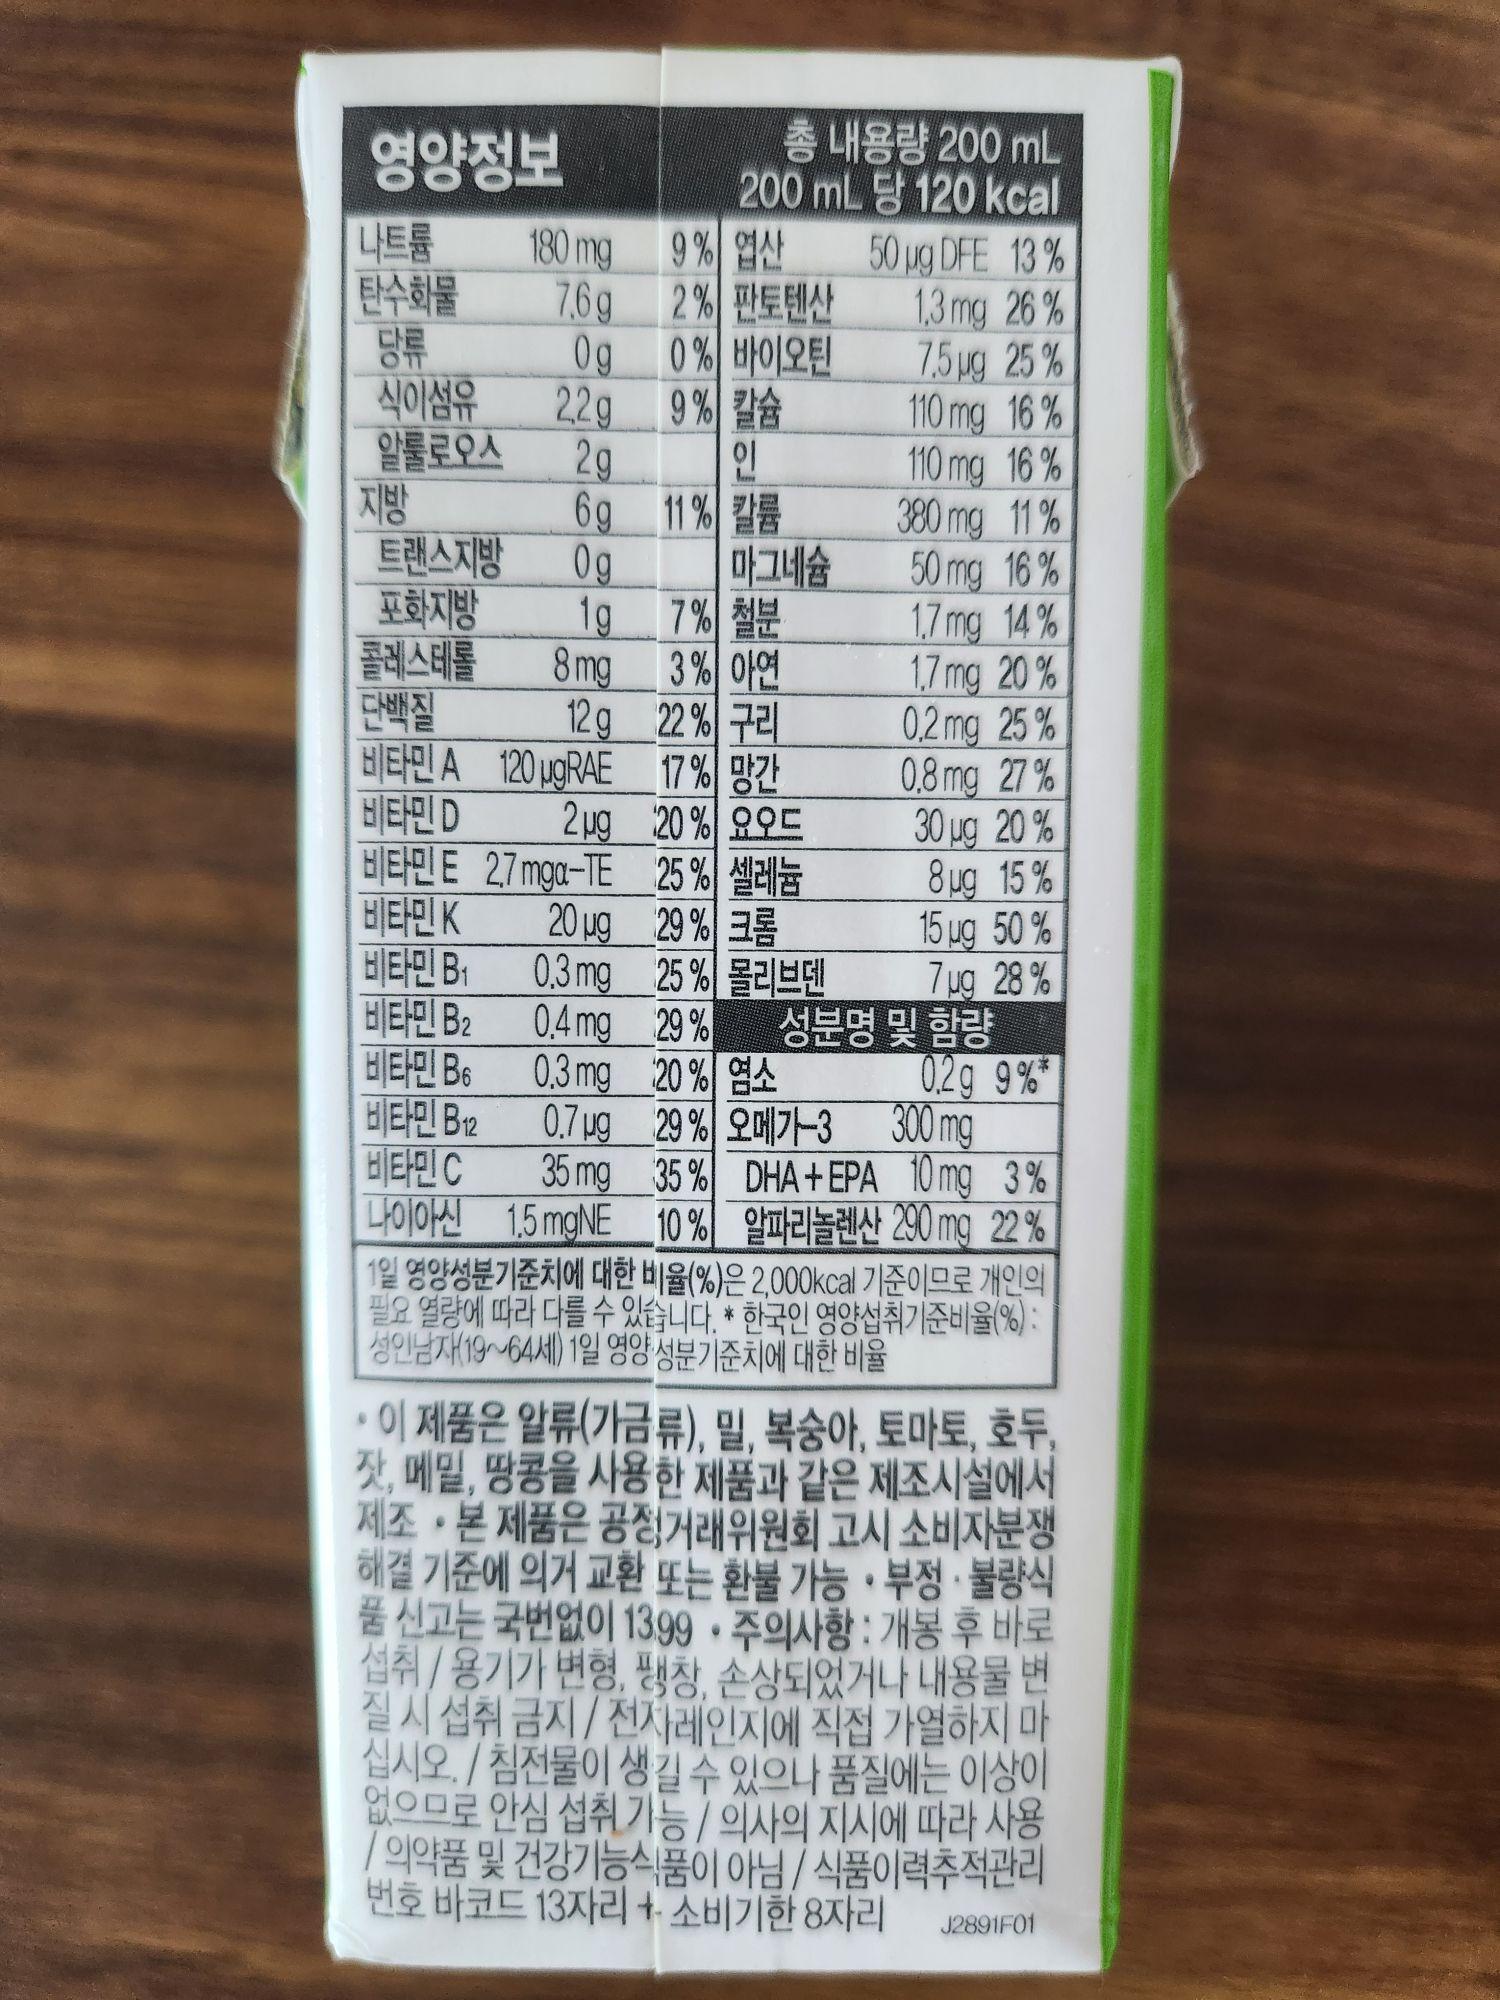 영양정보
총 내용량 200 mL
200 mL 당 120 kcal
나트륨 180 mg 9 %
탄수화물 7.6 g 2 %
당류 0 g 0 %
식이섬유 2.2 g 9 %
알룰로오스 2 g
지방 6 g 11 %
트랜스지방 0 g
포화지방 1 g 7 %
콜레스테롤 8 mg 3 %
단백질 12 g 22 %
비타민 A 120 μgRAE 17 %
비타민 D 2 μg 20 %
비타민 E 2.7 mgα-TE 25 %
비타민 K 20 μg 29 %
비타민 B1 0.3 mg 25 %
비타민 B2 0.4 mg 29 %
비타민 B6 0.3 mg 20 %
비타민 B12 0.7 μg 29 %
비타민 C 35 mg 35 %
나이아신 1.5 mgNE 10 %
엽산 50 μg DFE 13 %
판토텐산 1.3 mg 26 %
바이오틴 7.5 μg 25 %
칼슘 110 mg 16 %
인 110 mg 16 %
칼륨 380 mg 11 %
마그네슘 50 mg 16 %
철분 1.7 mg 14 %
아연 1.7 mg 20 %
구리 0.2 mg 25 %
망간 0.8 mg 27 %
요오드 30 μg 20 %
셀레늄 8 μg 15 %
크롬 15 μg 50 %
몰리브덴 7 μg 28 %
성분명 및 함량
염소 0.2 g 9 %*
오메가-3 300 mg
DHA + EPA 10 mg 3 %
알파리놀렌산 290 mg 22 %
1일 영양성분기준치에 대한 비율(%)은 2,000kcal 기준이므로 개인의
필요 열량에 따라 다를 수 있습니다. * 한국인 영양섭취기준비율(%) :
성인남자(19~64세) 1일 영양성분기준치에 대한 비율
• 이 제품은 알류(가금류), 밀, 복숭아, 토마토, 호두,
잣, 메밀, 땅콩을 사용한 제품과 같은 제조시설에서
제조 • 본 제품은 공정거래위원회 고시 소비자분쟁
해결 기준에 의거 교환 또는 환불 가능 • 부정·불량식
품 신고는 국번없이 1399 • 주의사항 : 개봉 후 바로
섭취 / 용기가 변형, 팽창, 손상되었거나 내용물 변
질 시 섭취 금지 / 전자레인지에 직접 가열하지 마
십시오. / 침전물이 생길 수 있으나 품질에는 이상이
없으므로 안심 섭취 가능 / 의사의 지시에 따라 사용
/ 의약품 및 건강기능식품이 아님 / 식품이력추적관리
번호 바코드 13자리 + 소비기한 8자리
J2891F01